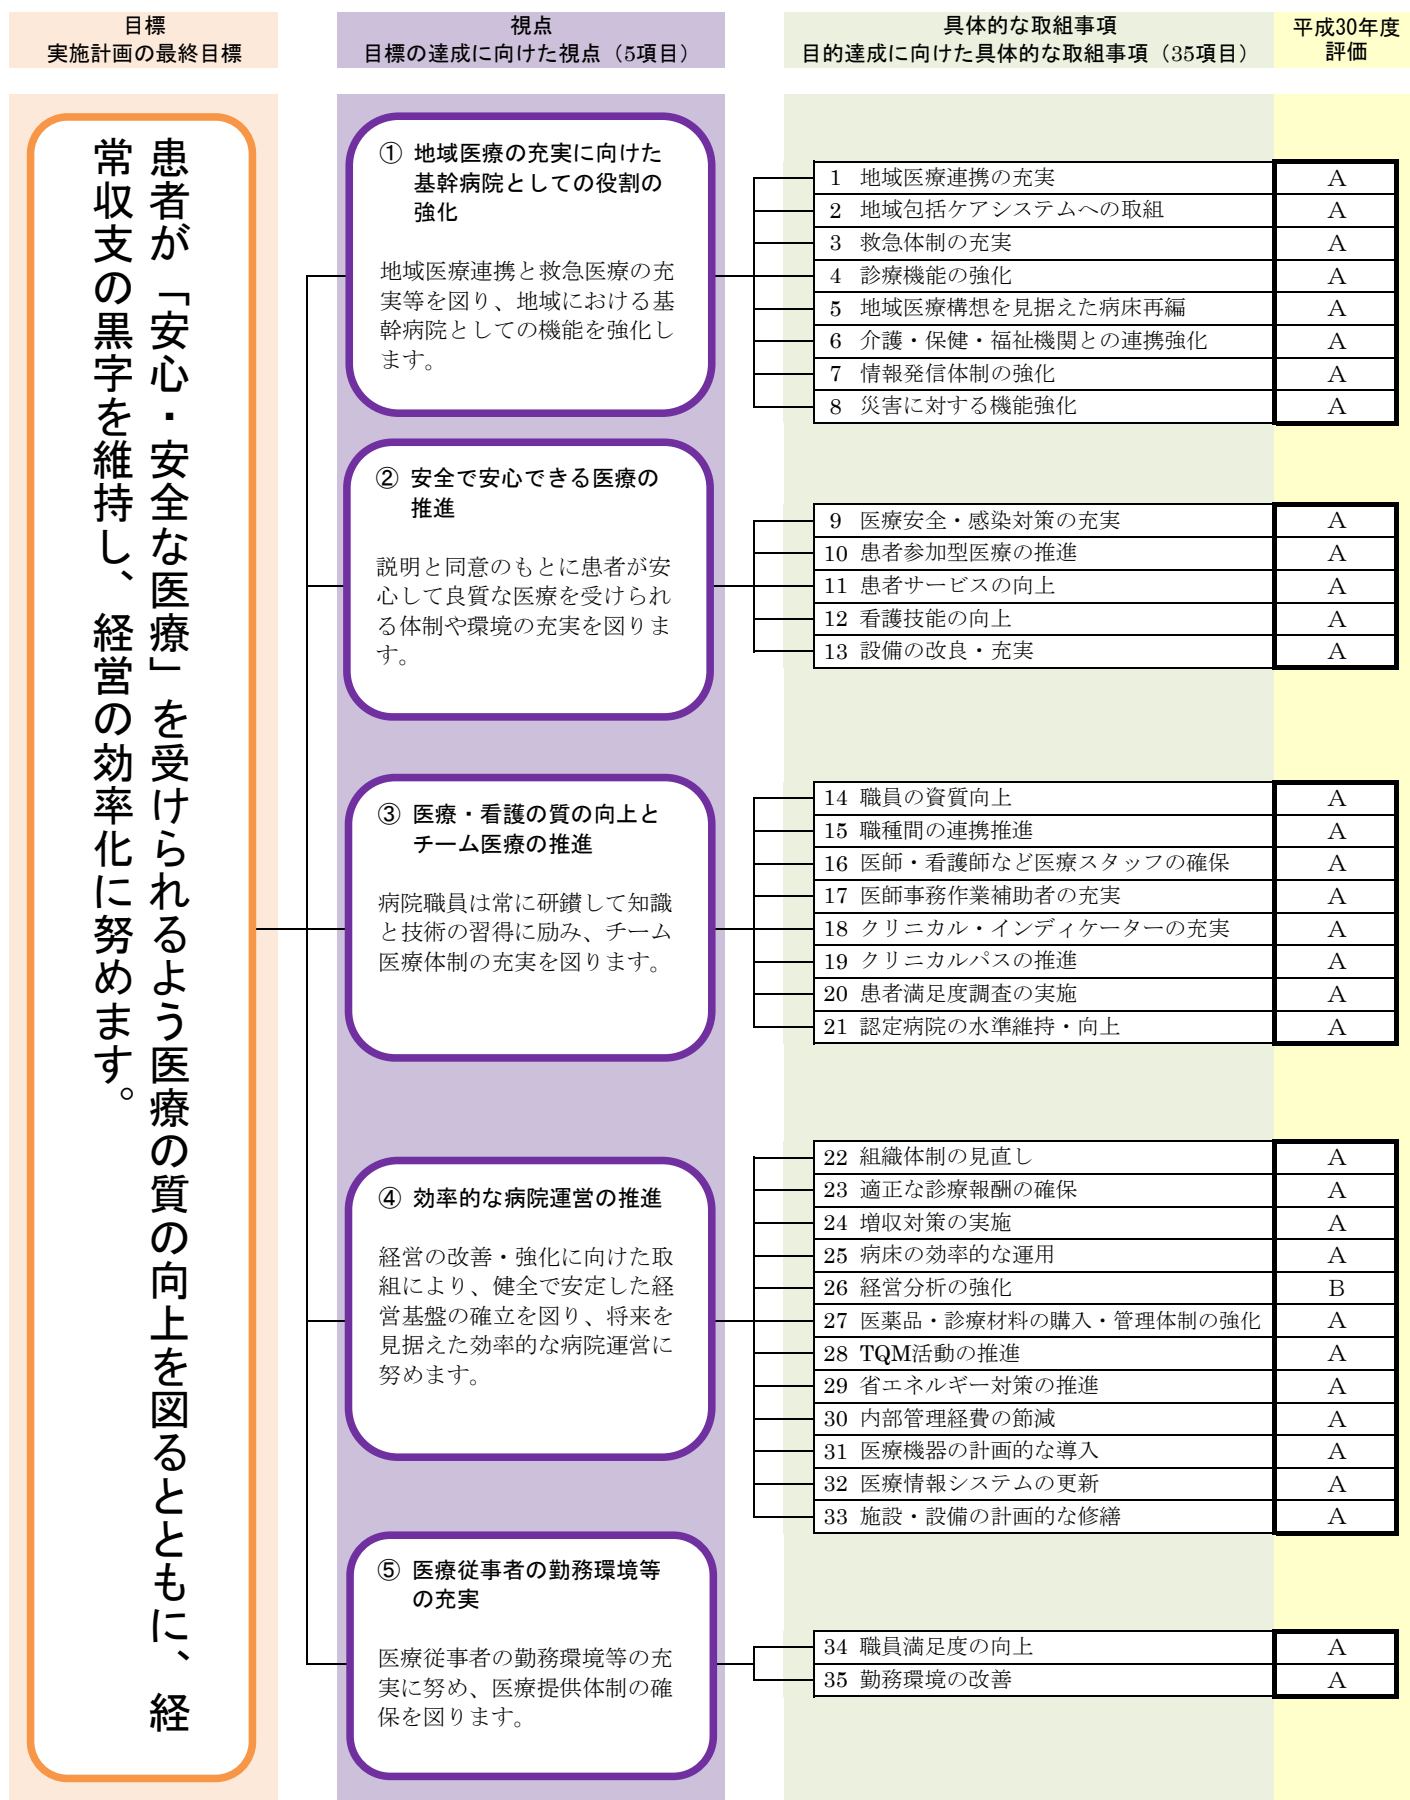 目標
実施計画の最終目標
視点
目標の達成に向けた視点（5項目）
具体的な取組事項
目的達成に向けた具体的な取組事項（35項目）
平成30年度
評価
患者が「安心・安全な医療」を受けられるよう医療の質の向上を図るとともに、経
常収支の黒字を維持し、経営の効率化に努めます。
① 地域医療の充実に向けた
基幹病院としての役割の
強化
地域医療連携と救急医療の充
実等を図り、地域における基
幹病院としての機能を強化し
ます。
1 地域医療連携の充実 A
2 地域包括ケアシステムへの取組 A
3 救急体制の充実 A
4 診療機能の強化 A
5 地域医療構想を見据えた病床再編 A
6 介護・保健・福祉機関との連携強化 A
7 情報発信体制の強化 A
8 災害に対する機能強化 A
② 安全で安心できる医療の
推進
説明と同意のもとに患者が安
心して良質な医療を受けられ
る体制や環境の充実を図りま
す。
9 医療安全・感染対策の充実 A
10 患者参加型医療の推進 A
11 患者サービスの向上 A
12 看護技能の向上 A
13 設備の改良・充実 A
③ 医療・看護の質の向上と
チーム医療の推進
病院職員は常に研鑽して知識
と技術の習得に励み、チーム
医療体制の充実を図ります。
14 職員の資質向上 A
15 職種間の連携推進 A
16 医師・看護師など医療スタッフの確保 A
17 医師事務作業補助者の充実 A
18 クリニカル・インディケーターの充実 A
19 クリニカルパスの推進 A
20 患者満足度調査の実施 A
21 認定病院の水準維持・向上 A
④ 効率的な病院運営の推進
経営の改善・強化に向けた取
組により、健全で安定した経
営基盤の確立を図り、将来を
見据えた効率的な病院運営に
努めます。
22 組織体制の見直し A
23 適正な診療報酬の確保 A
24 増収対策の実施 A
25 病床の効率的な運用 A
26 経営分析の強化 B
27 医薬品・診療材料の購入・管理体制の強化 A
28 TQM活動の推進 A
29 省エネルギー対策の推進 A
30 内部管理経費の節減 A
31 医療機器の計画的な導入 A
32 医療情報システムの更新 A
33 施設・設備の計画的な修繕 A
⑤ 医療従事者の勤務環境等
の充実
医療従事者の勤務環境等の充
実に努め、医療提供体制の確
保を図ります。
34 職員満足度の向上 A
35 勤務環境の改善 A